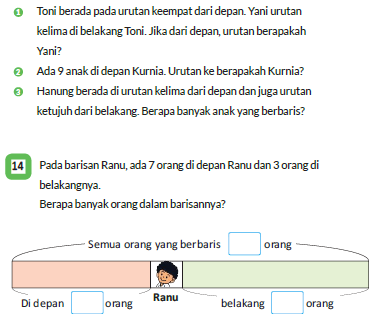 1 Toni berada pada urutan keempat dari depan. Yani urutan
kelima di belakang Toni. Jika dari depan, urutan berapakah
Yani?
2 Ada 9 anak di depan Kurnia. Urutan ke berapakah Kurnia?
3 Hanung berada di urutan kelima dari depan dan juga urutan
ketujuh dari belakang. Berapa banyak anak yang berbaris?
14 Pada barisan Ranu, ada 7 orang di depan Ranu dan 3 orang di
belakangnya.
Berapa banyak orang dalam barisannya?
Semua orang yang berbaris orang
Di depan orang Ranu belakang orang